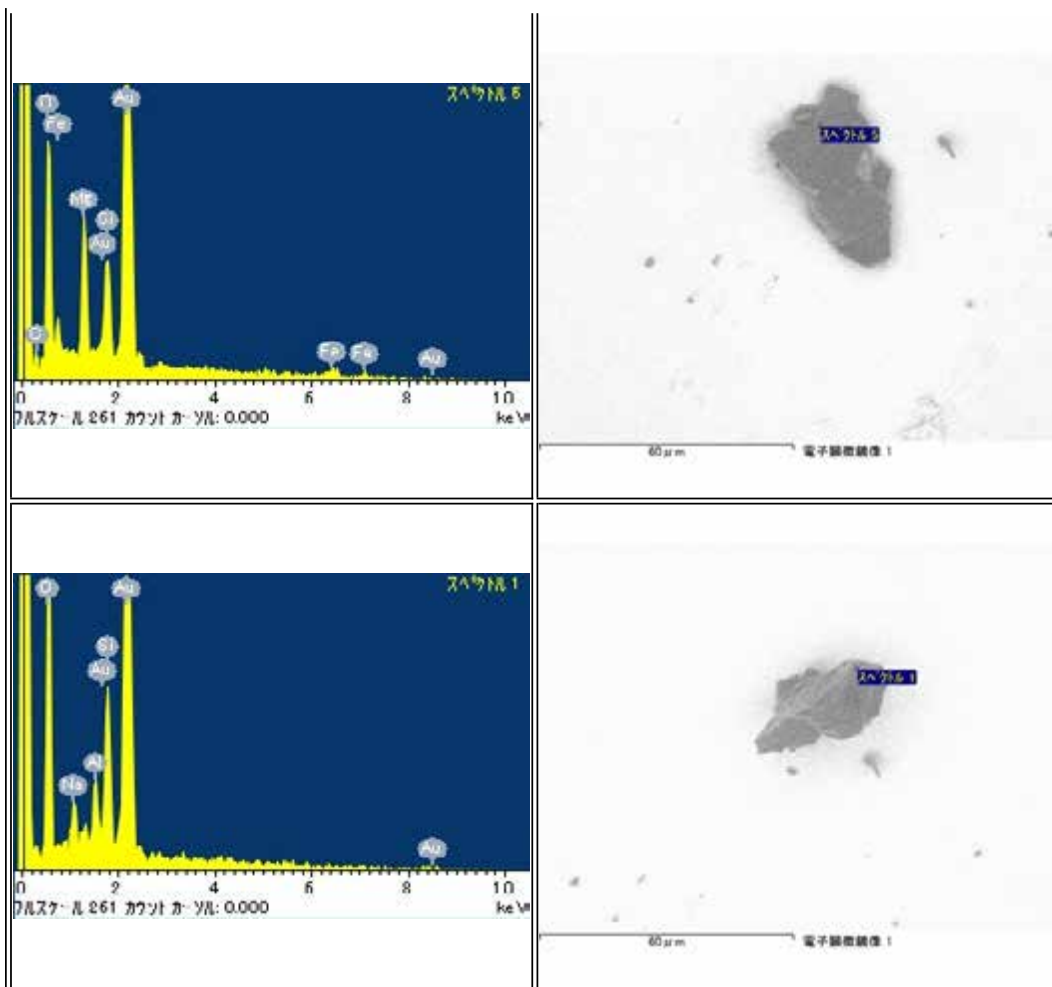 スペクトル 5
O Au
Fe
Mg Si
Au
C
Fe Fe Au
0 2 4 6 8 10
フルスケール 261 カウント カーソル: 0.000 keV
スペクトル 5
60μm 電子顕微鏡像 1
スペクトル 1
O Au
Si
Au
Al
Na
Au
0 2 4 6 8 10
フルスケール 261 カウント カーソル: 0.000 keV
スペクトル 1
60μm 電子顕微鏡像 1